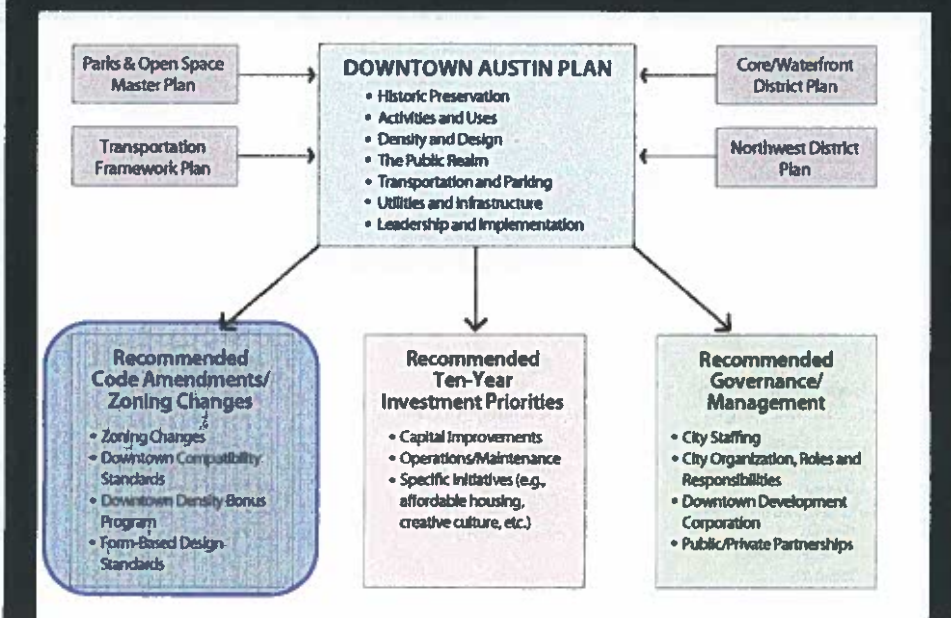 Parks & Open Space
Master Plan
Transportation
Framework Plan
DOWNTOWN AUSTIN PLAN
• Historic Preservation
• Activities and Uses
• Density and Design
• The Public Realm
• Transportation and Parking
• Utilities and Infrastructure
• Leadership and Implementation
Core/Waterfront
District Plan
Northwest District
Plan
Recommended
Code Amendments/
Zoning Changes
• Zoning Changes
• Downtown Compatibility
Standards
• Downtown Density Bonus
Program
• Form-Based Design
Standards
Recommended
Ten-Year
Investment Priorities
• Capital Improvements
• Operations/Maintenance
• Specific Initiatives (e.g.,
affordable housing,
creative culture, etc.)
Recommended
Governance/
Management
• City Staffing
• City Organization, Roles and
Responsibilities
• Downtown Development
Corporation
• Public/Private Partnerships